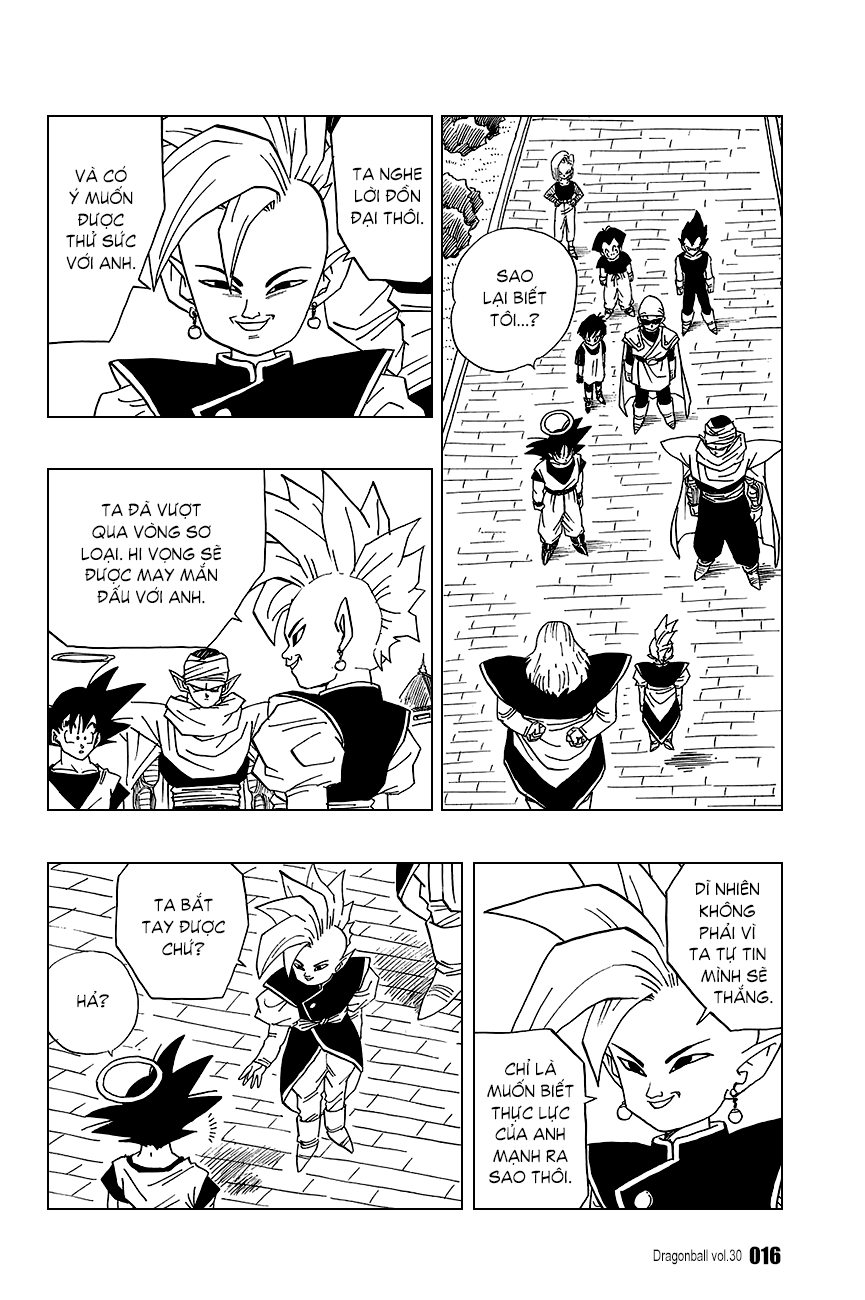 SAO
LẠI BIẾT
TÔI...?
TA NGHE
LỜI ĐỒN
ĐẠI THÔI.
VÀ CÓ
Ý MUỐN
ĐƯỢC
THỬ SỨC
VỚI ANH.
TA ĐÃ VƯỢT
QUA VÒNG SƠ
LOẠI. HI VỌNG SẼ
ĐƯỢC MAY MẮN
ĐẤU VỚI ANH.
DĨ NHIÊN
KHÔNG
PHẢI VÌ
TA TỰ TIN
MÌNH SẼ
THẮNG.
CHỈ LÀ
MUỐN BIẾT
THỰC LỰC
CỦA ANH
MẠNH RA
SAO THÔI.
TA BẮT
TAY ĐƯỢC
CHỨ?
HẢ?
Dragonball vol.30 016